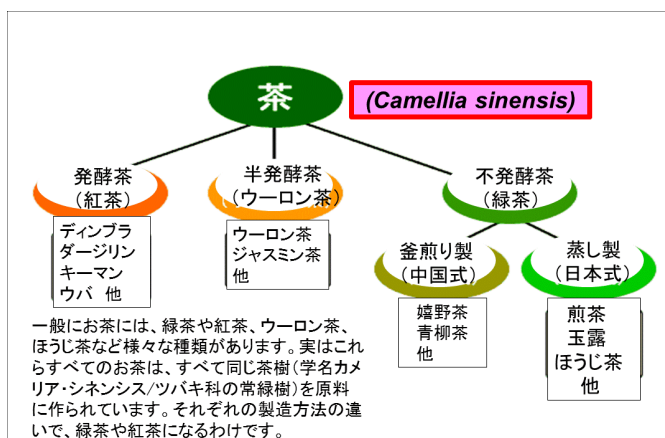 茶
(Camellia sinensis)
発酵茶
(紅茶)
半発酵茶
(ウーロン茶)
不発酵茶
(緑茶)
ディンブラ
ダージリン
キーマン
ウバ 他
ウーロン茶
ジャスミン茶
他
釜煎り製
(中国式)
蒸し製
(日本式)
嬉野茶
青柳茶
他
煎茶
玉露
ほうじ茶
他
一般にお茶には、緑茶や紅茶、ウーロン茶、
ほうじ茶など様々な種類があります。実はこれ
らすべてのお茶は、すべて同じ茶樹(学名カメ
リア・シネンシス/ツバキ科の常緑樹)を原料
に作られています。それぞれの製造方法の違
いで、緑茶や紅茶になるわけです。